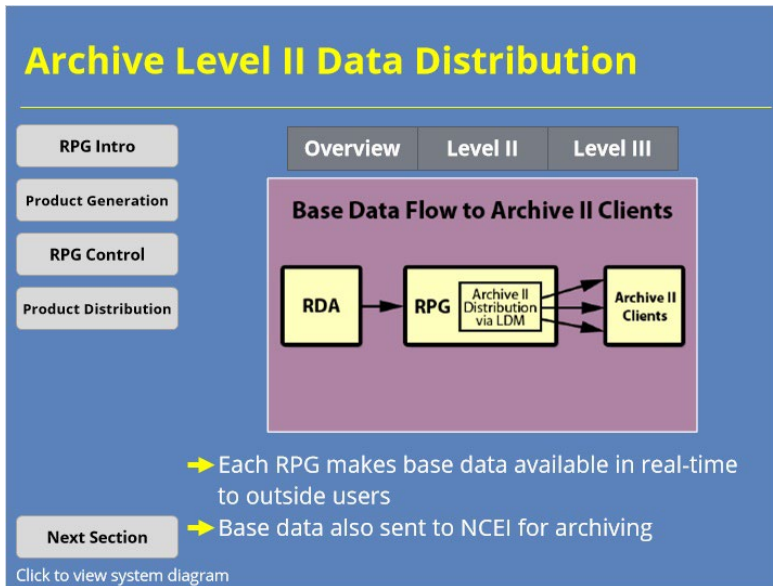 Archive Level II Data Distribution
RPG Intro
Product Generation
RPG Control
Product Distribution
Overview Level II Level III
Base Data Flow to Archive II Clients
RDA
RPG
Archive II
Distribution
via LDM
Archive II
Clients
Each RPG makes base data available in real-time
to outside users
Base data also sent to NCEI for archiving
Next Section
Click to view system diagram